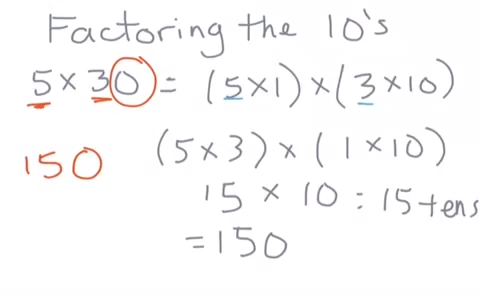 Factoring the 10's
5 × 30 = (5×1) × (3 ×10)
150
(5×3) × (1 × 10)
15 × 10 = 15 tens
= 150